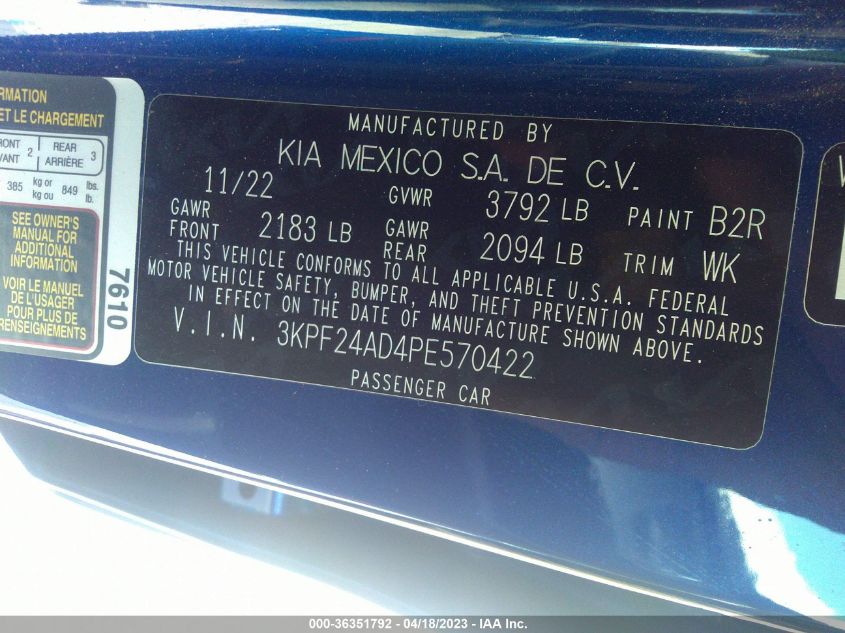 RMATION
ET LE CHARGEMENT
RONT 2 REAR 3
VANT ARRIÈRE
385 kg or 849 lbs.
kg ou lb.
SEE OWNER'S
MANUAL FOR
ADDITIONAL
INFORMATION
VOIR LE MANUEL
DE L'USAGER
POUR PLUS DE
RENSEIGNEMENTS
7610
MANUFACTURED BY
KIA MEXICO S.A. DE C.V.
11/22 GVWR 3792 LB PAINT B2R
GAWR FRONT 2183 LB GAWR REAR 2094 LB TRIM WK
THIS VEHICLE CONFORMS TO ALL APPLICABLE U.S.A. FEDERAL
MOTOR VEHICLE SAFETY, BUMPER, AND THEFT PREVENTION STANDARDS
IN EFFECT ON THE DATE OF MANUFACTURE SHOWN ABOVE.
V.I.N. 3KPF24AD4PE570422
PASSENGER CAR
000-36351792 - 04/18/2023 - IAA Inc.